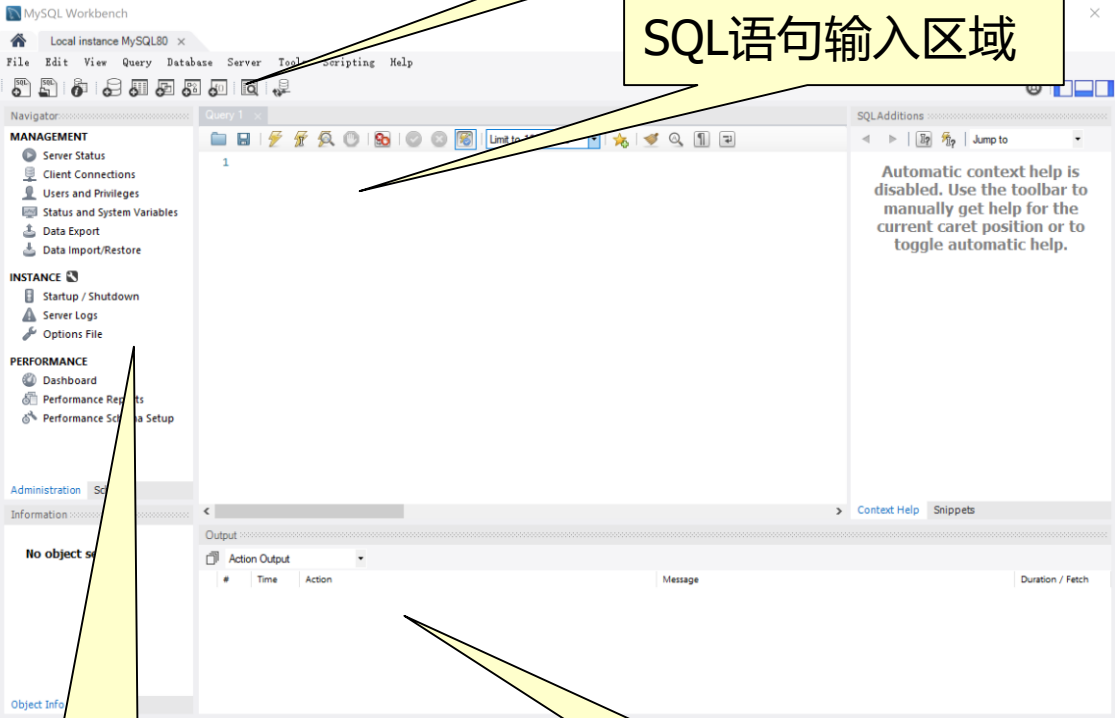 MySQL Workbench
SQL语句输入区域
Local instance MySQL80
File Edit View Query Database Server Tools Scripting Help
Navigator
MANAGEMENT
Server Status
Client Connections
Users and Privileges
Status and System Variables
Data Export
Data Import/Restore
INSTANCE
Startup / Shutdown
Server Logs
Options File
PERFORMANCE
Dashboard
Performance Reports
Performance Schema Setup
Administration
Information
No object
Object Info
Query 1
Limit to
1
SQLAdditions
Jump to
Automatic context help is
disabled. Use the toolbar to
manually get help for the
current caret position or to
toggle automatic help.
Context Help Snippets
Output
Action Output
# Time Action Message Duration / Fetch